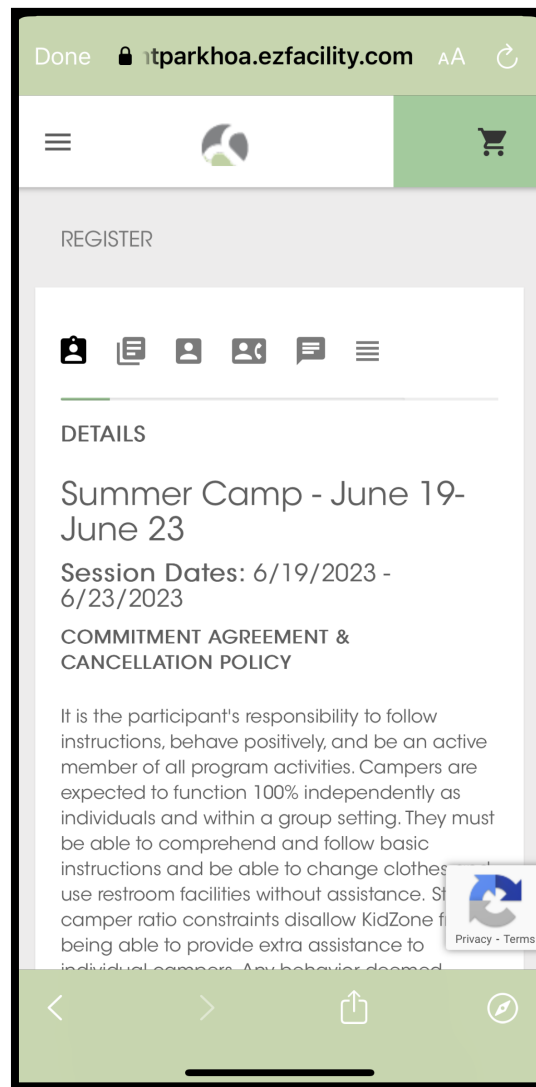 Done ntparkhoa.ezfacility.com AA
REGISTER
DETAILS
Summer Camp - June 19-
June 23
Session Dates: 6/19/2023 -
6/23/2023
COMMITMENT AGREEMENT &
CANCELLATION POLICY
It is the participant's responsibility to follow
instructions, behave positively, and be an active
member of all program activities. Campers are
expected to function 100% independently as
individuals and within a group setting. They must
be able to comprehend and follow basic
instructions and be able to change clothes
use restroom facilities without assistance.
camper ratio constraints disallow KidZone
being able to provide extra assistance to
individual campers. Any behavior deemed
Privacy - Terms